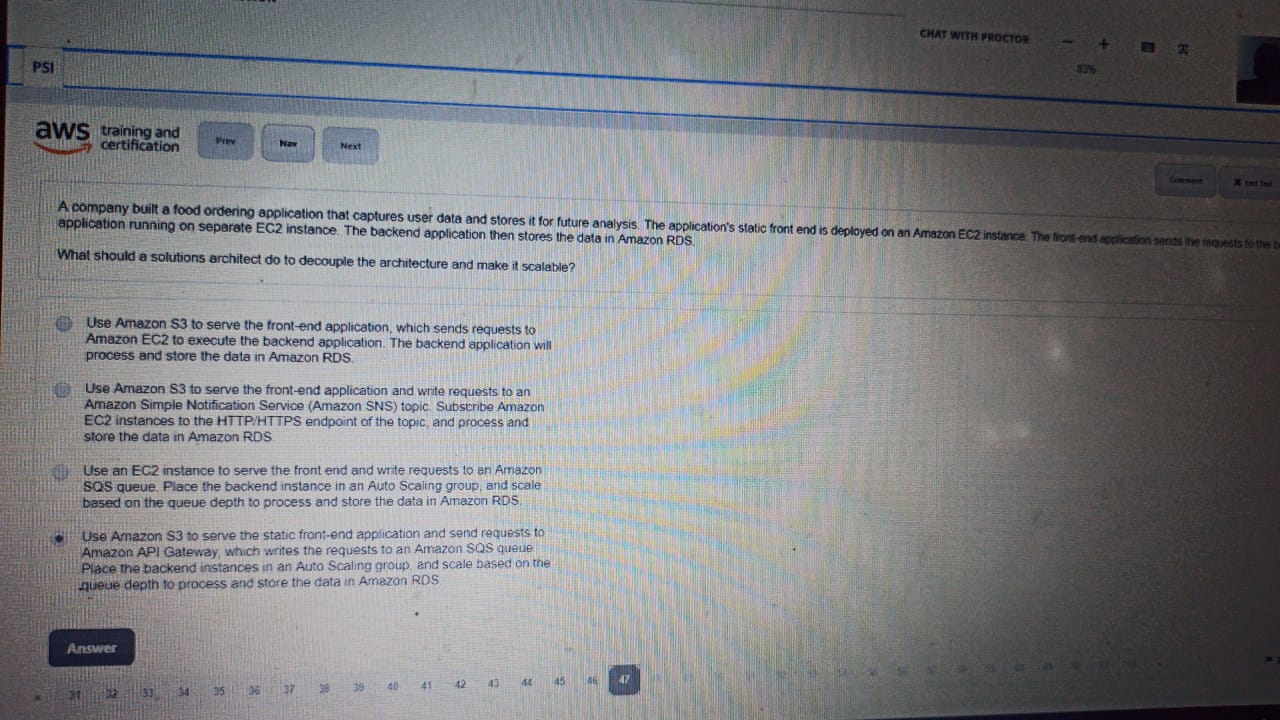 CHAT WITH PROCTOR
83%
PSI
aws training and
certification
Prev
Nav
Next
Comment
A company built a food ordering application that captures user data and stores it for future analysis. The application's static front end is deployed on an Amazon EC2 instance. The front-end application sends the requests to the
application running on separate EC2 instance. The backend application then stores the data in Amazon RDS.
What should a solutions architect do to decouple the architecture and make it scalable?
Use Amazon S3 to serve the front-end application, which sends requests to
Amazon EC2 to execute the backend application. The backend application will
process and store the data in Amazon RDS.
Use Amazon S3 to serve the front-end application and write requests to an
Amazon Simple Notification Service (Amazon SNS) topic. Subscribe Amazon
EC2 instances to the HTTP/HTTPS endpoint of the topic, and process and
store the data in Amazon RDS.
Use an EC2 instance to serve the front end and write requests to an Amazon
SQS queue. Place the backend instance in an Auto Scaling group, and scale
based on the queue depth to process and store the data in Amazon RDS.
Use Amazon S3 to serve the static front-end application and send requests to
Amazon API Gateway, which writes the requests to an Amazon SQS queue.
Place the backend instances in an Auto Scaling group, and scale based on the
queue depth to process and store the data in Amazon RDS.
Answer
31 32 33 34 35 36 37 38 39 40 41 42 43 44 45 46 47